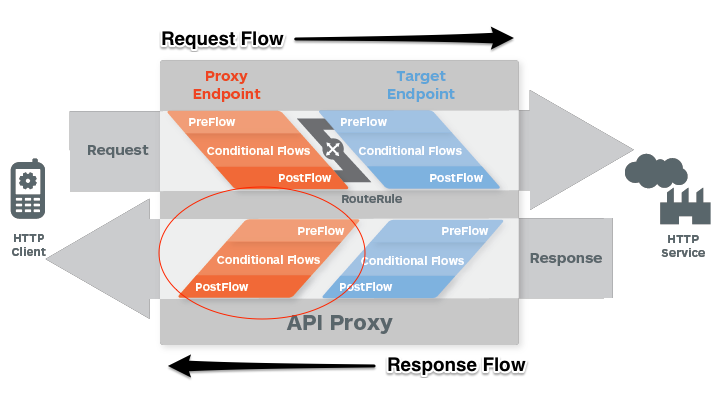 Request Flow
Proxy
Endpoint
Target
Endpoint
Request
PreFlow
Conditional Flows
PostFlow
PreFlow
Conditional Flows
PostFlow
RouteRule
HTTP
Client
HTTP
Service
PreFlow
Conditional Flows
PostFlow
PreFlow
Conditional Flows
PostFlow
Response
API Proxy
Response Flow